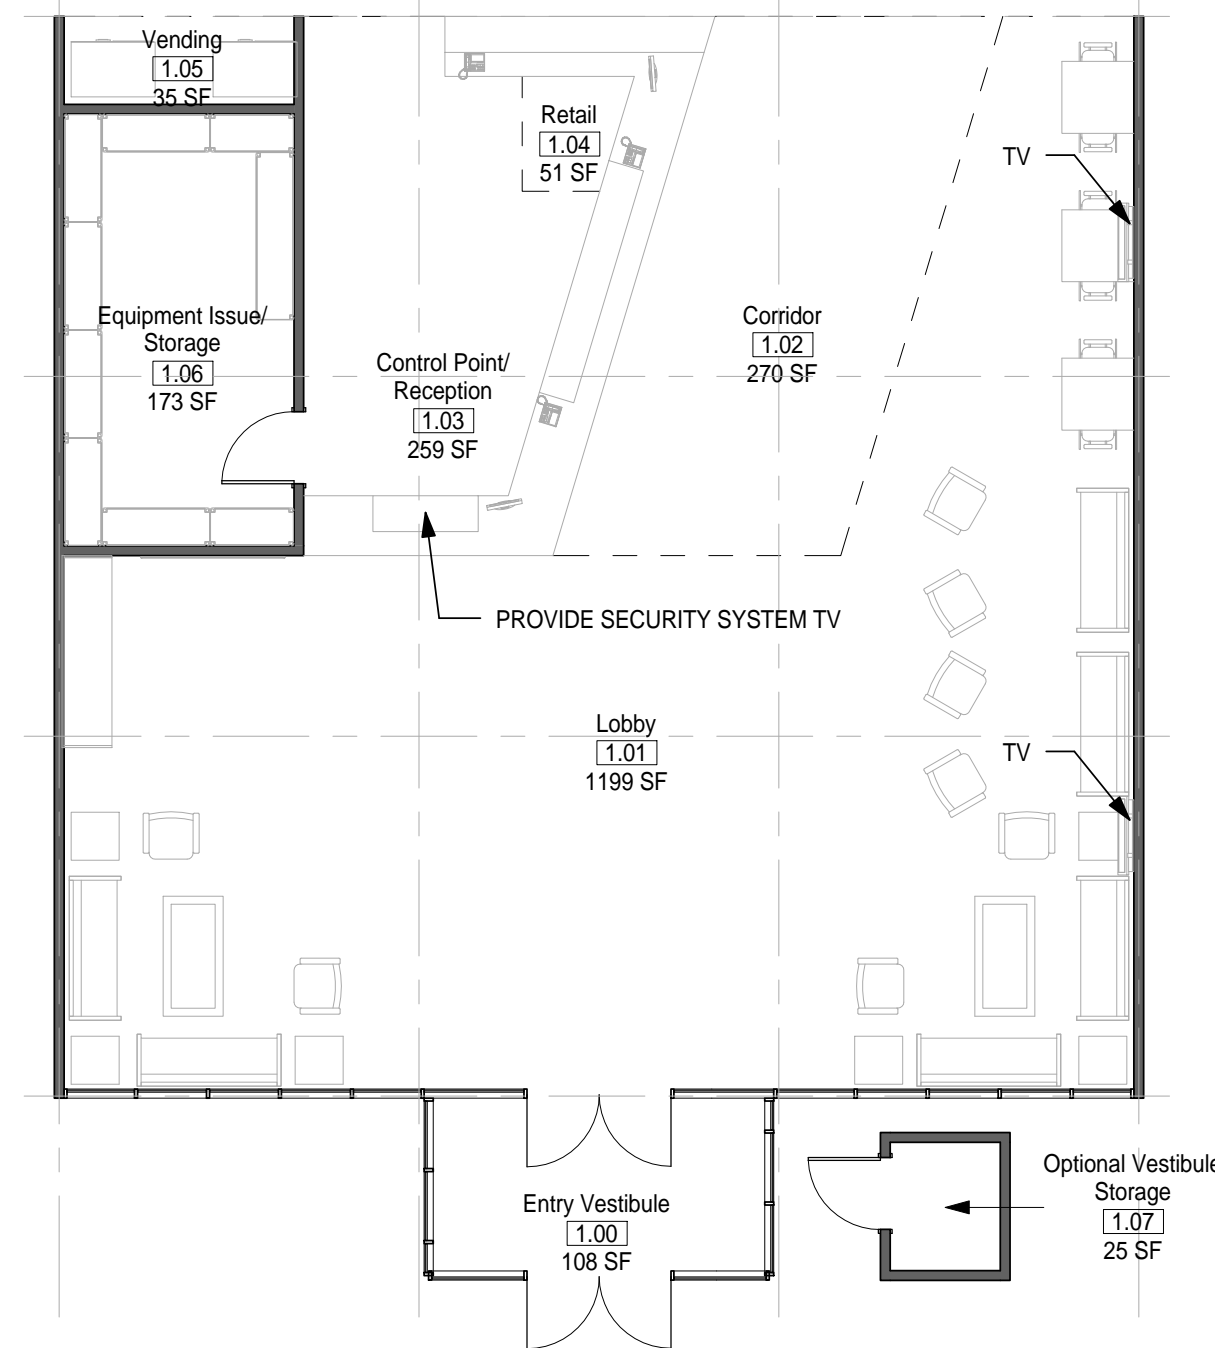 Vending
1.05
35 SF
Retail
1.04
51 SF
TV
Equipment Issue/
Storage
1.06
173 SF
Control Point/
Reception
1.03
259 SF
Corridor
1.02
270 SF
PROVIDE SECURITY SYSTEM TV
Lobby
1.01
1199 SF
TV
Entry Vestibule
1.00
108 SF
Optional Vestibule
Storage
1.07
25 SF